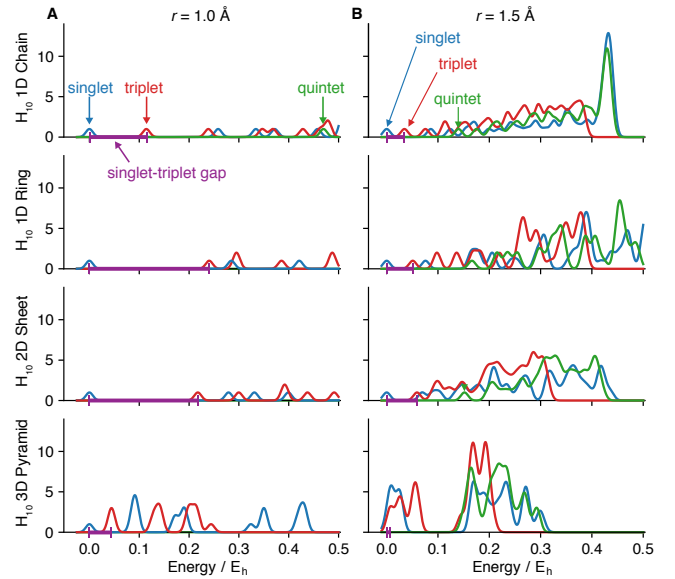 A
r = 1.0 Å
B
r = 1.5 Å
H10 1D Chain
10
5
0
singlet
triplet
quintet
singlet-triplet gap
singlet
triplet
quintet
H10 1D Ring
10
5
0
H10 2D Sheet
10
5
0
H10 3D Pyramid
10
5
0
0.0 0.1 0.2 0.3 0.4 0.5
0.0 0.1 0.2 0.3 0.4 0.5
Energy / Eh
Energy / Eh